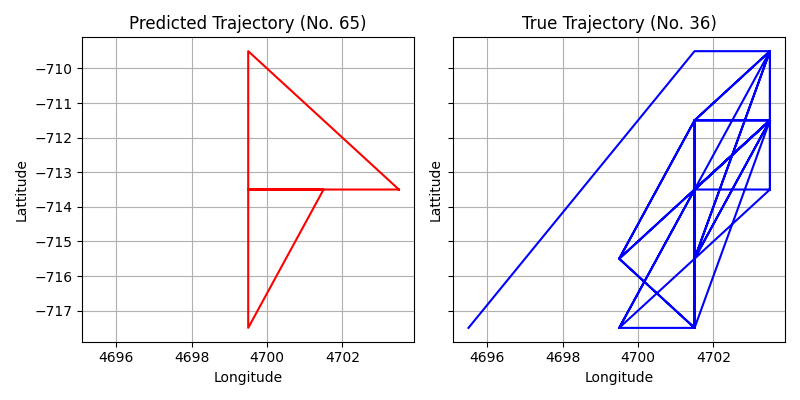 Predicted Trajectory (No. 65)
True Trajectory (No. 36)
Lattitude
−710
−711
−712
−713
−714
−715
−716
−717
4696
4698
4700
4702
Longitude
Lattitude
4696
4698
4700
4702
Longitude